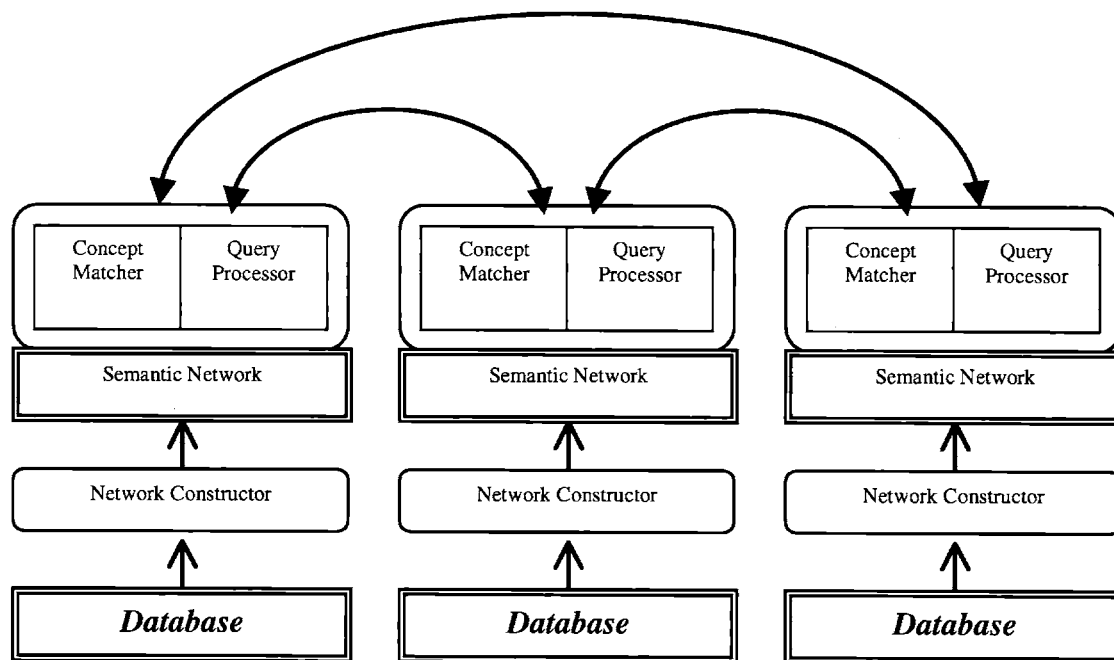 Concept
Matcher
Query
Processor
Semantic Network
Network Constructor
Database
Concept
Matcher
Query
Processor
Semantic Network
Network Constructor
Database
Concept
Matcher
Query
Processor
Semantic Network
Network Constructor
Database